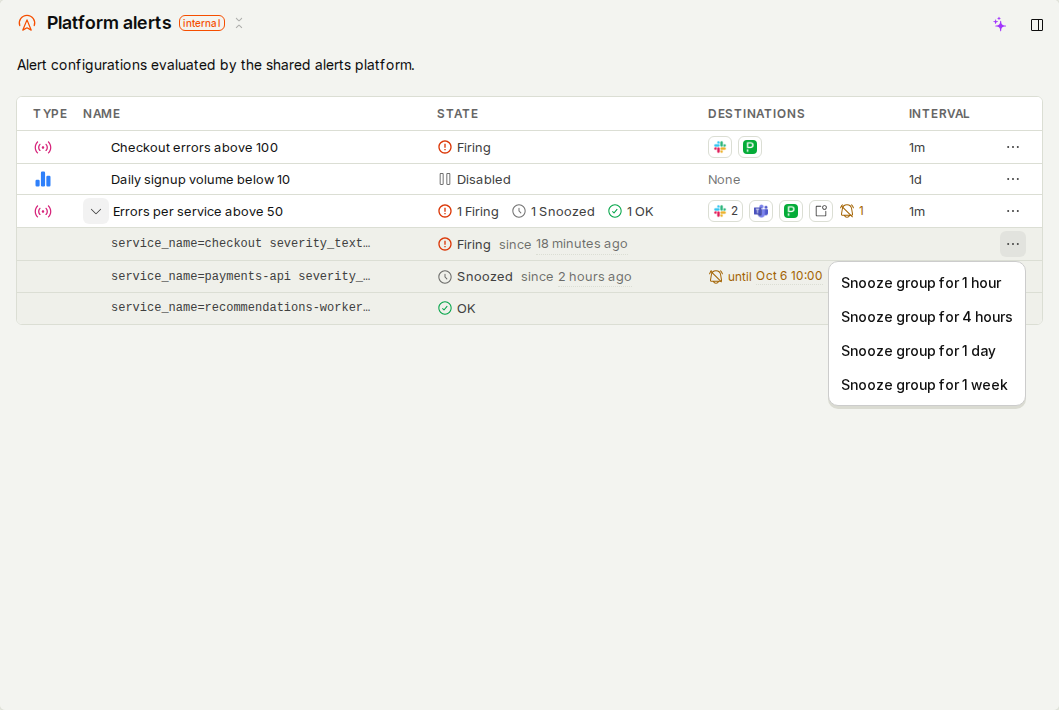 Platform alerts internal
Alert configurations evaluated by the shared alerts platform.
TYPE NAME STATE DESTINATIONS INTERVAL
Checkout errors above 100 Firing 1m ...
Daily signup volume below 10 Disabled None 1d ...
Errors per service above 50 1 Firing 1 Snoozed 1 OK 2 1 1m ...
service_name=checkout severity_text… Firing since 18 minutes ago ...
service_name=payments-api severity_… Snoozed since 2 hours ago until Oct 6 10:00
service_name=recommendations-worker… OK
Snooze group for 1 hour
Snooze group for 4 hours
Snooze group for 1 day
Snooze group for 1 week